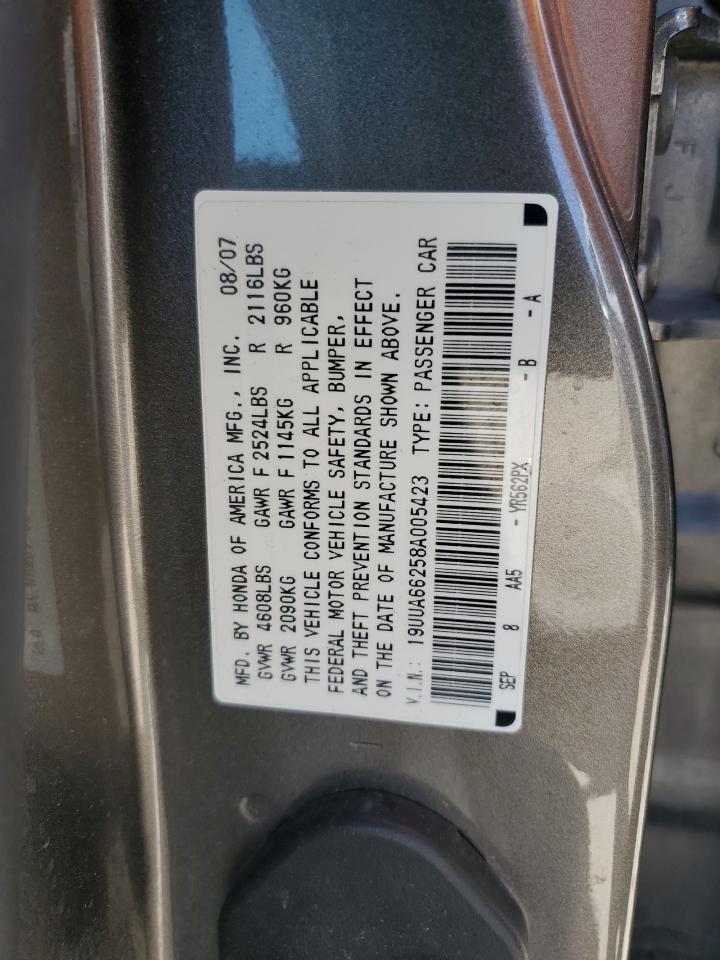 MFD. BY HONDA OF AMERICA MFG., INC. 08/07
GVWR 4608LBS GAWR F 2524LBS R 2116LBS
GVWR 2090KG GAWR F 1145KG R 960KG
THIS VEHICLE CONFORMS TO ALL APPLICABLE
FEDERAL MOTOR VEHICLE SAFETY, BUMPER,
AND THEFT PREVENTION STANDARDS IN EFFECT
ON THE DATE OF MANUFACTURE SHOWN ABOVE.
V.I.N.: 19UUA66258A005423 TYPE: PASSENGER CAR
SEP 8 AA5 - YR562PX - B - A
F J